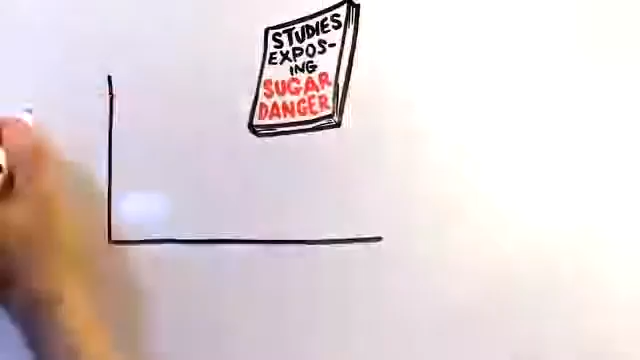 STUDIES
EXPOS-
ING
SUGAR
DANGER